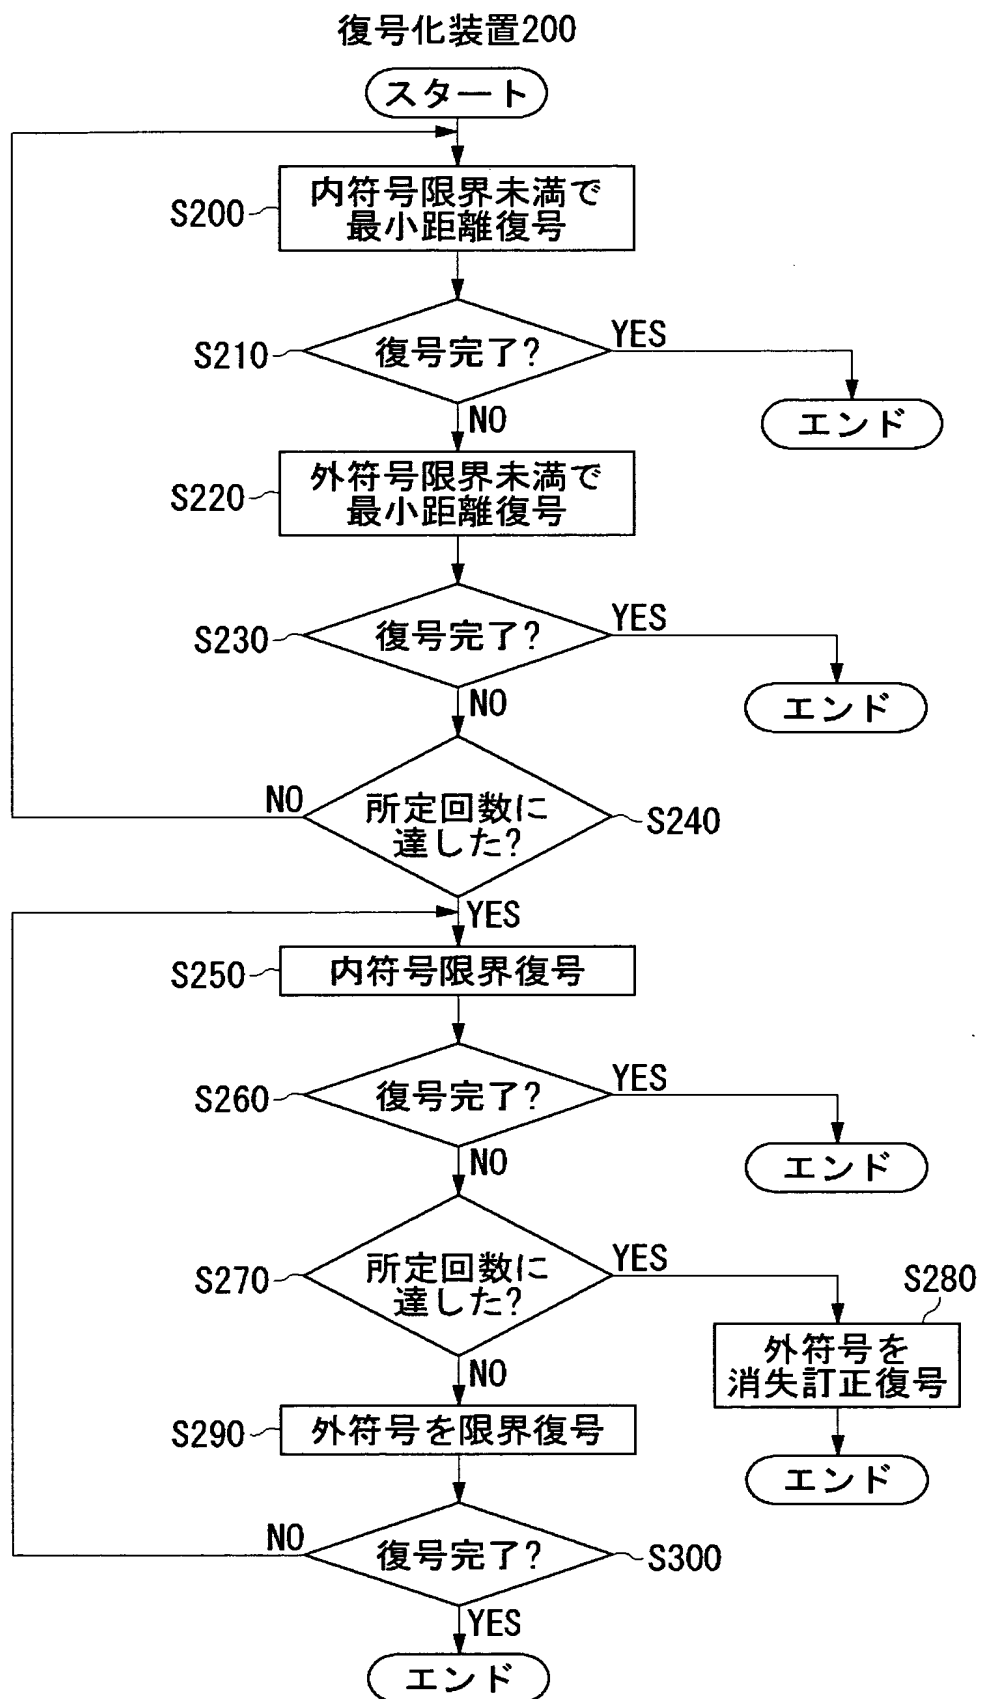 復号化装置200
スタート
S200
内符号限界未満で
最小距離復号
S210
復号完了?
YES
エンド
NO
S220
外符号限界未満で
最小距離復号
S230
復号完了?
YES
エンド
NO
NO
所定回数に
達した?
S240
YES
S250
内符号限界復号
S260
復号完了?
YES
エンド
NO
S270
所定回数に
達した?
YES
S280
外符号を
消失訂正復号
エンド
NO
S290
外符号を限界復号
NO
復号完了?
S300
YES
エンド